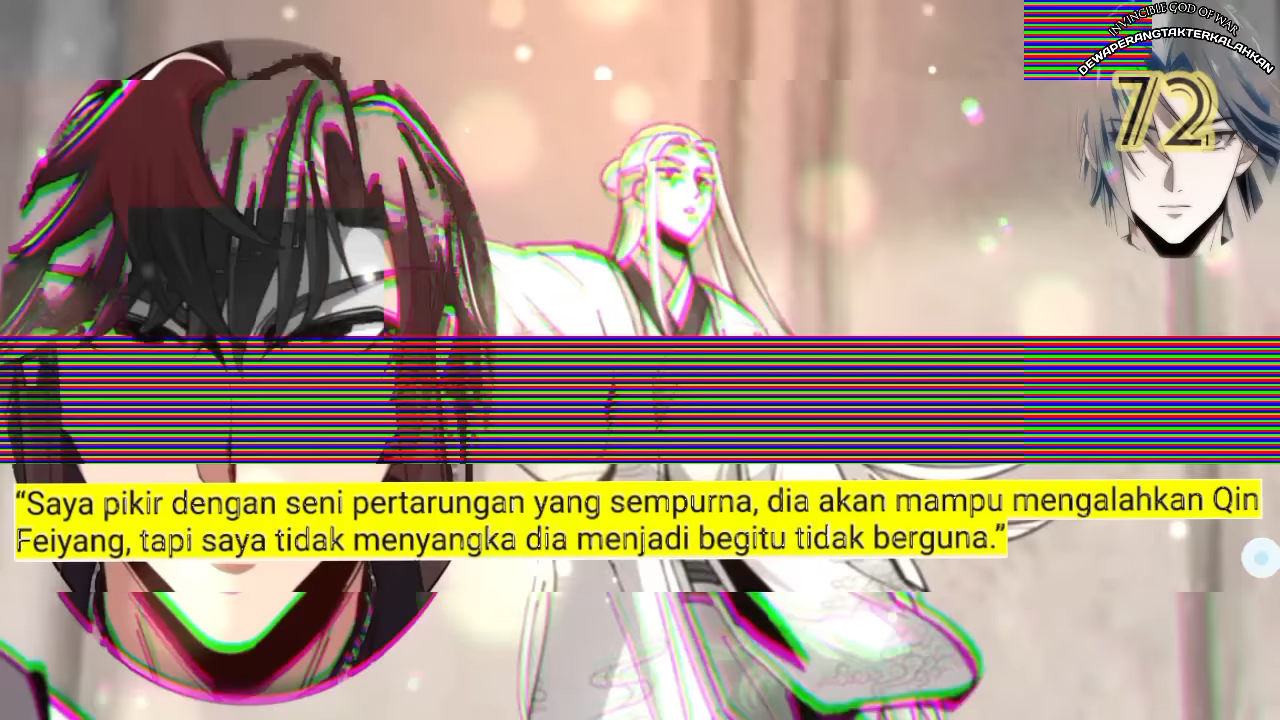 INVINCIBLE GOD OF WAR
DEWAPERANGTAKTERKALAHKAN
72
“Saya pikir dengan seni pertarungan yang sempurna, dia akan mampu mengalahkan Qin
Feiyang, tapi saya tidak menyangka dia menjadi begitu tidak berguna.”